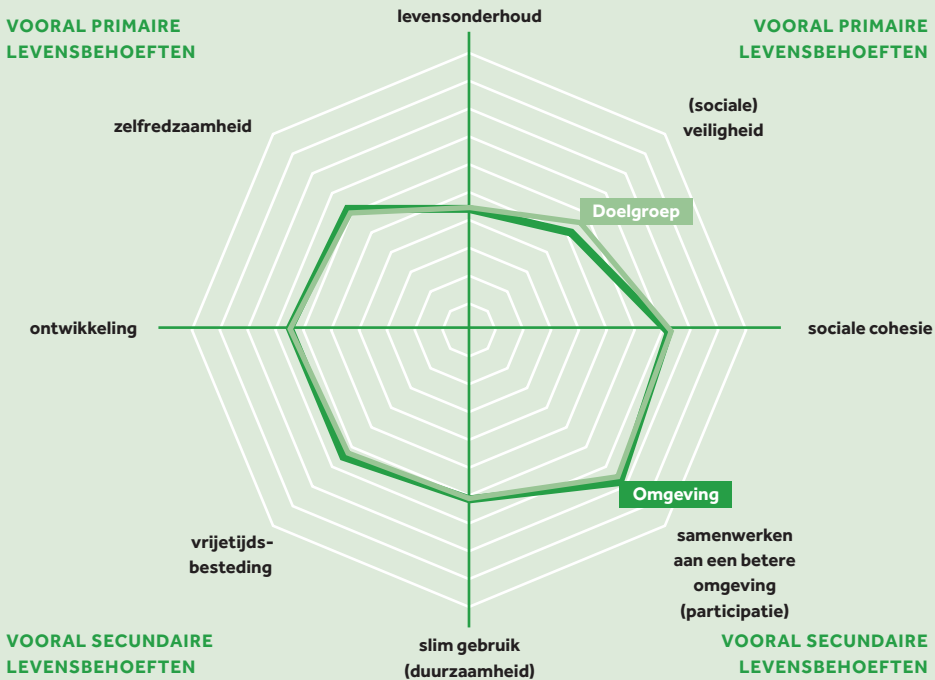 levensonderhoud
VOORAL PRIMAIRE
LEVENSBEHOEFTEN
VOORAL PRIMAIRE
LEVENSBEHOEFTEN
(sociale)
veiligheid
zelfredzaamheid
Doelgroep
ontwikkeling
sociale cohesie
Omgeving
vrijetijds-
besteding
samenwerken
aan een betere
omgeving
(participatie)
slim gebruik
(duurzaamheid)
VOORAL SECUNDAIRE
LEVENSBEHOEFTEN
VOORAL SECUNDAIRE
LEVENSBEHOEFTEN